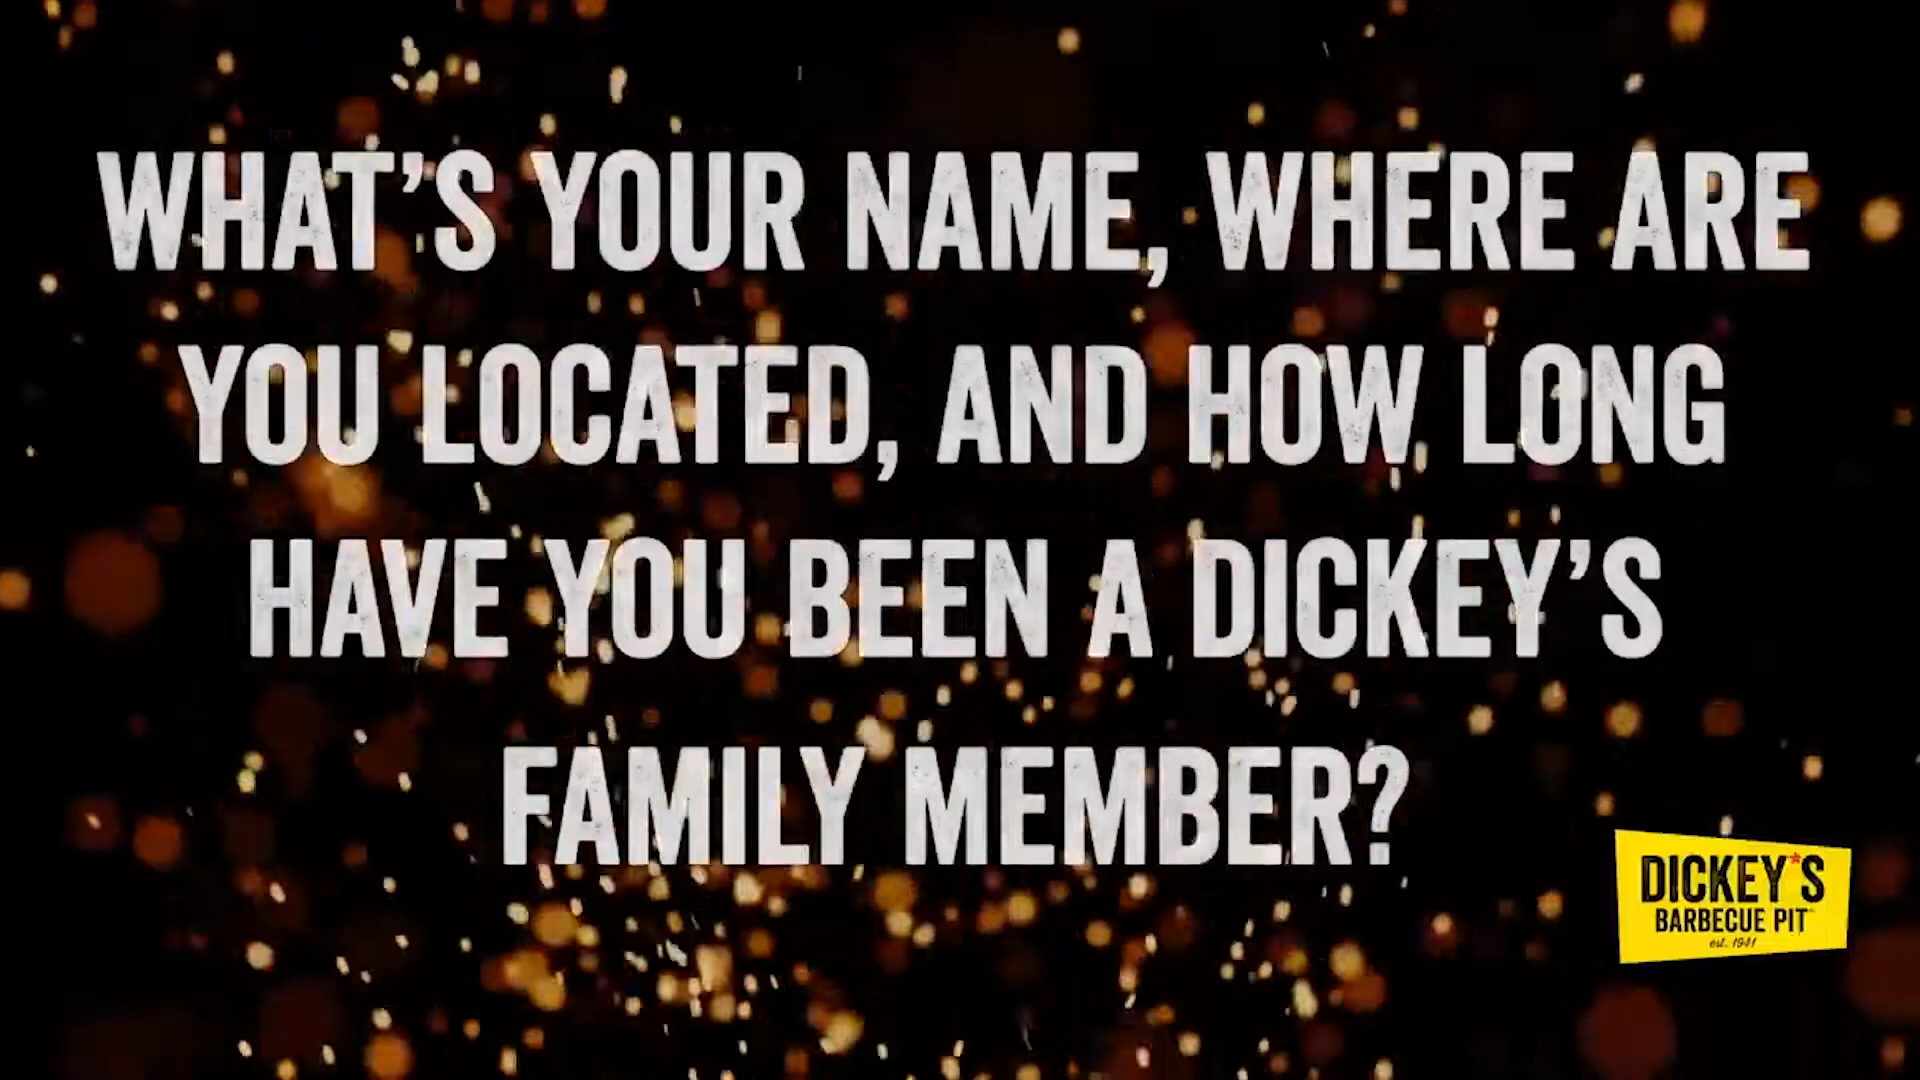 WHAT'S YOUR NAME, WHERE ARE
YOU LOCATED, AND HOW LONG
HAVE YOU BEEN A DICKEY'S
FAMILY MEMBER?
DICKEY'S
BARBECUE PIT
est. 1941